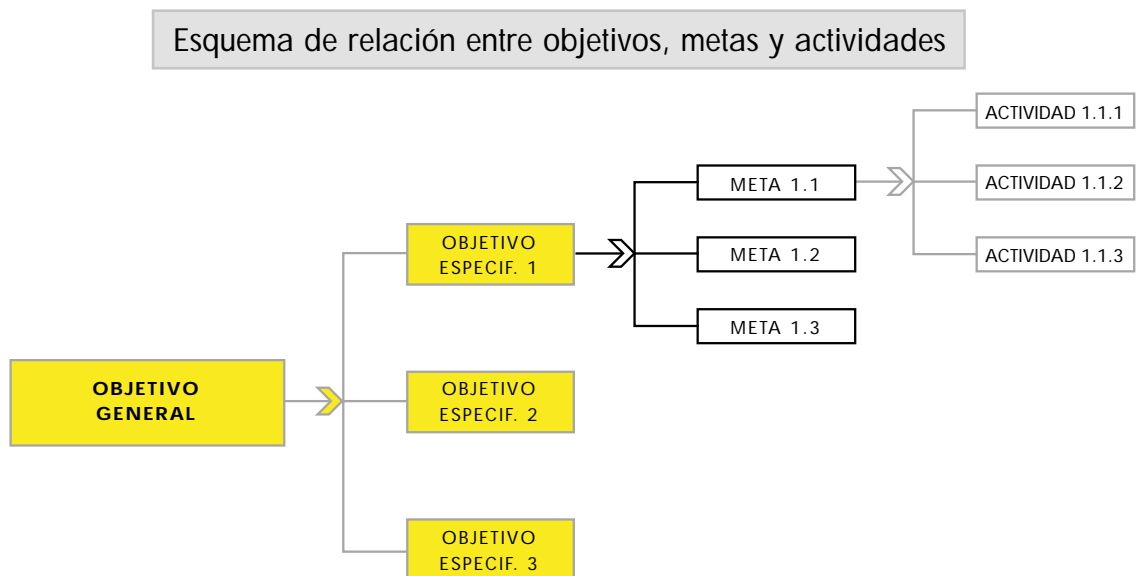 Esquema de relación entre objetivos, metas y actividades
ACTIVIDAD 1.1.1
META 1.1
ACTIVIDAD 1.1.2
OBJETIVO
ESPECIF. 1
META 1.2
ACTIVIDAD 1.1.3
META 1.3
OBJETIVO
GENERAL
OBJETIVO
ESPECIF. 2
OBJETIVO
ESPECIF. 3